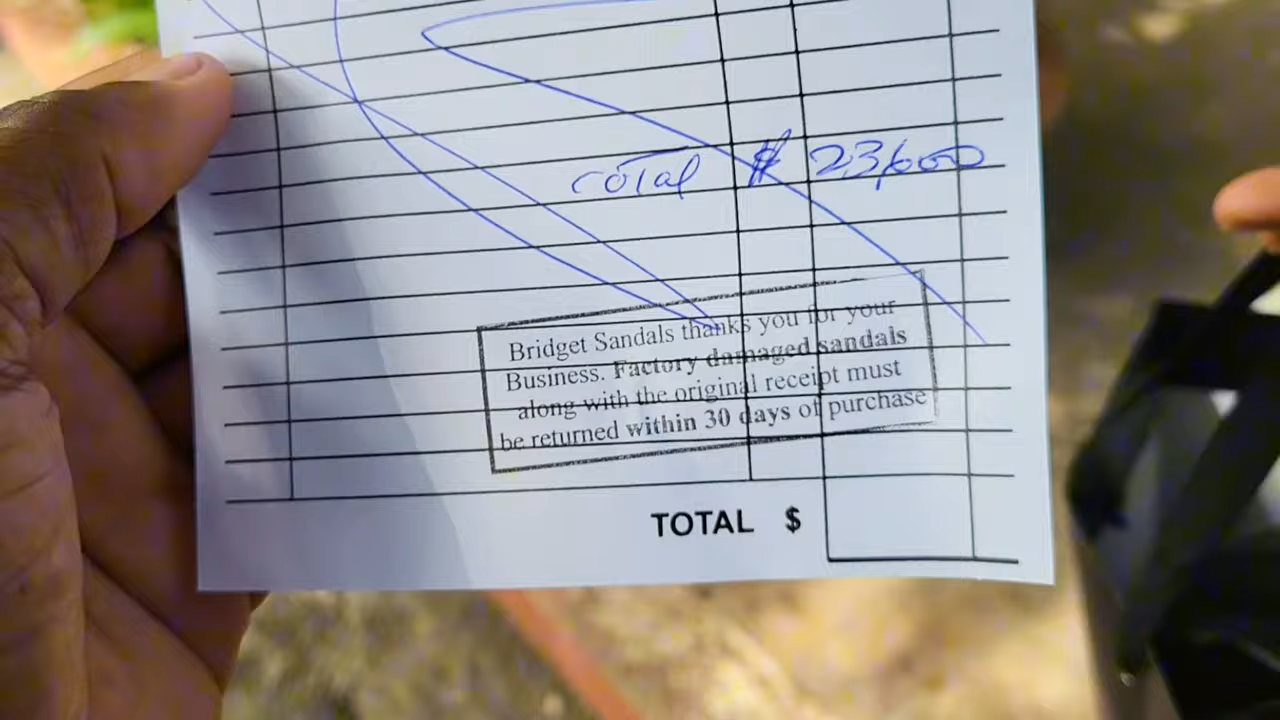 Total $ 23,600
Bridget Sandals thanks you for your
Business. Factory damaged sandals
along with the original receipt must
be returned within 30 days of purchase
TOTAL $